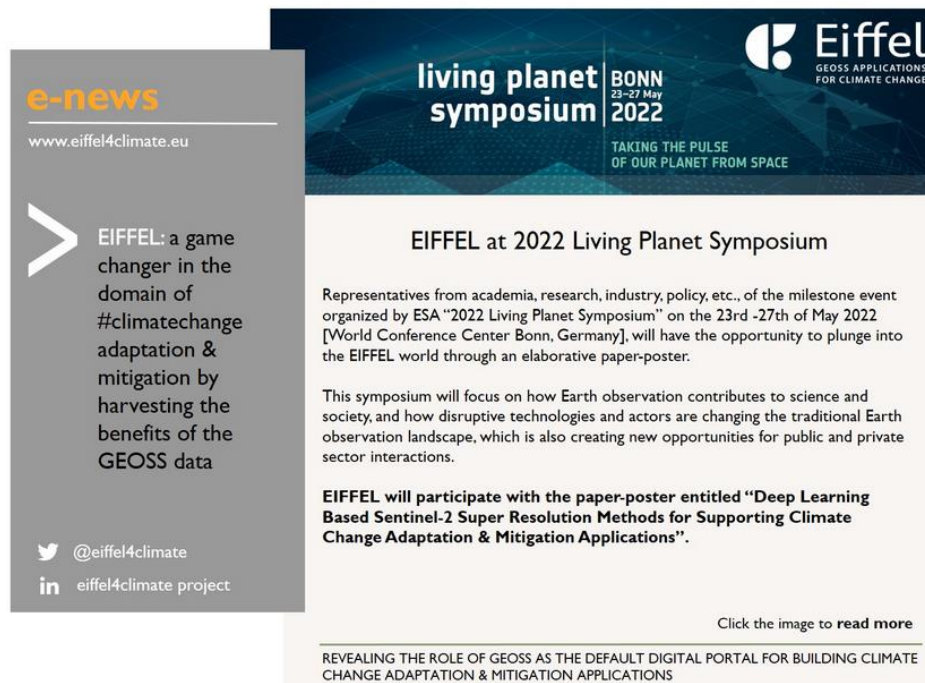 e-news
www.eiffel4climate.eu
EIFFEL: a game
changer in the
domain of
#climatechange
adaptation &
mitigation by
harvesting the
benefits of the
GEOSS data
@eiffel4climate
in eiffel4climate project
living planet
symposium
BONN
23–27 May
2022
TAKING THE PULSE
OF OUR PLANET FROM SPACE
Eiffel
GEOSS APPLICATIONS
FOR CLIMATE CHANGE
EIFFEL at 2022 Living Planet Symposium
Representatives from academia, research, industry, policy, etc., of the milestone event
organized by ESA “2022 Living Planet Symposium” on the 23rd -27th of May 2022
[World Conference Center Bonn, Germany], will have the opportunity to plunge into
the EIFFEL world through an elaborative paper-poster.
This symposium will focus on how Earth observation contributes to science and
society, and how disruptive technologies and actors are changing the traditional Earth
observation landscape, which is also creating new opportunities for public and private
sector interactions.
EIFFEL will participate with the paper-poster entitled “Deep Learning
Based Sentinel-2 Super Resolution Methods for Supporting Climate
Change Adaptation & Mitigation Applications”.
Click the image to read more
REVEALING THE ROLE OF GEOSS AS THE DEFAULT DIGITAL PORTAL FOR BUILDING CLIMATE
CHANGE ADAPTATION & MITIGATION APPLICATIONS